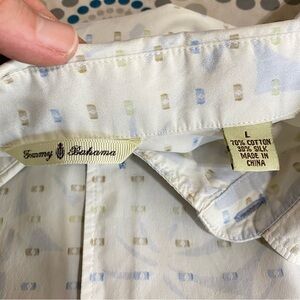 Tommy Bahama
L
70% COTTON
30% SILK
MADE IN
CHINA